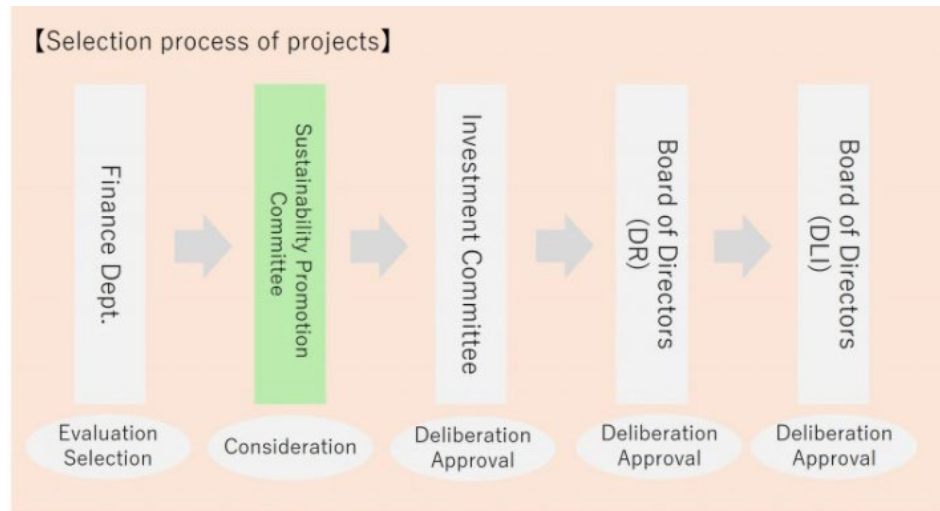 【Selection process of projects】
Finance Dept.
Sustainability Promotion
Committee
Investment Committee
Board of Directors
(DR)
Board of Directors
(DLI)
Evaluation
Selection
Consideration
Deliberation
Approval
Deliberation
Approval
Deliberation
Approval